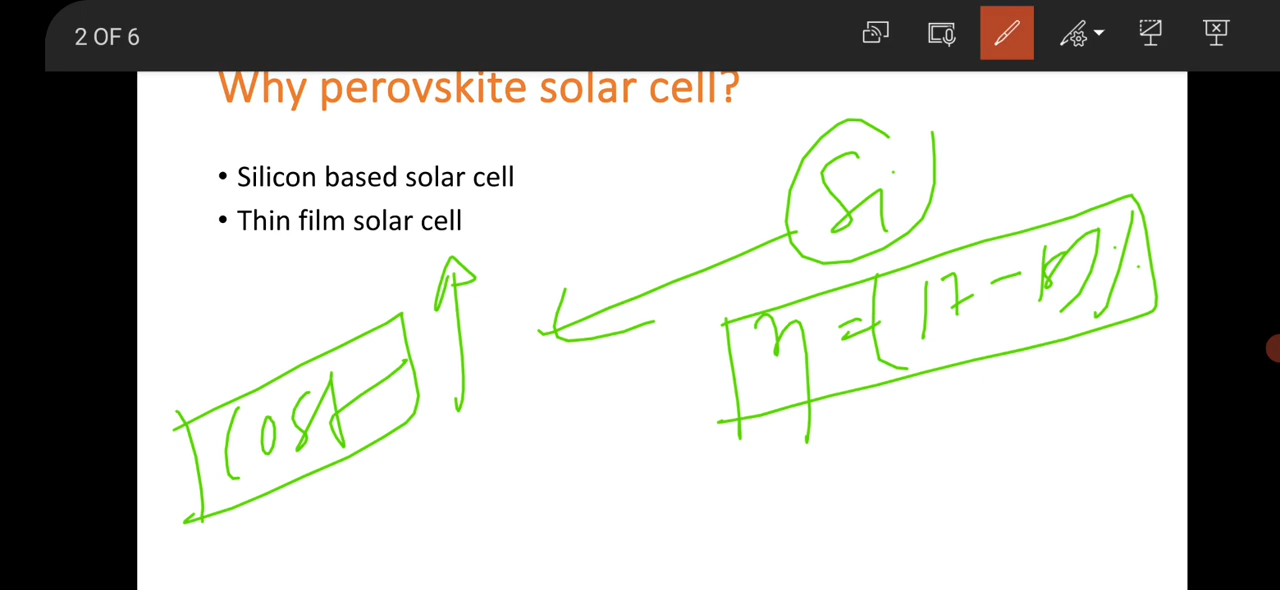 2 OF 6
Why perovskite solar cell?
• Silicon based solar cell
• Thin film solar cell
Si
η = (17 - 18)%
Cost